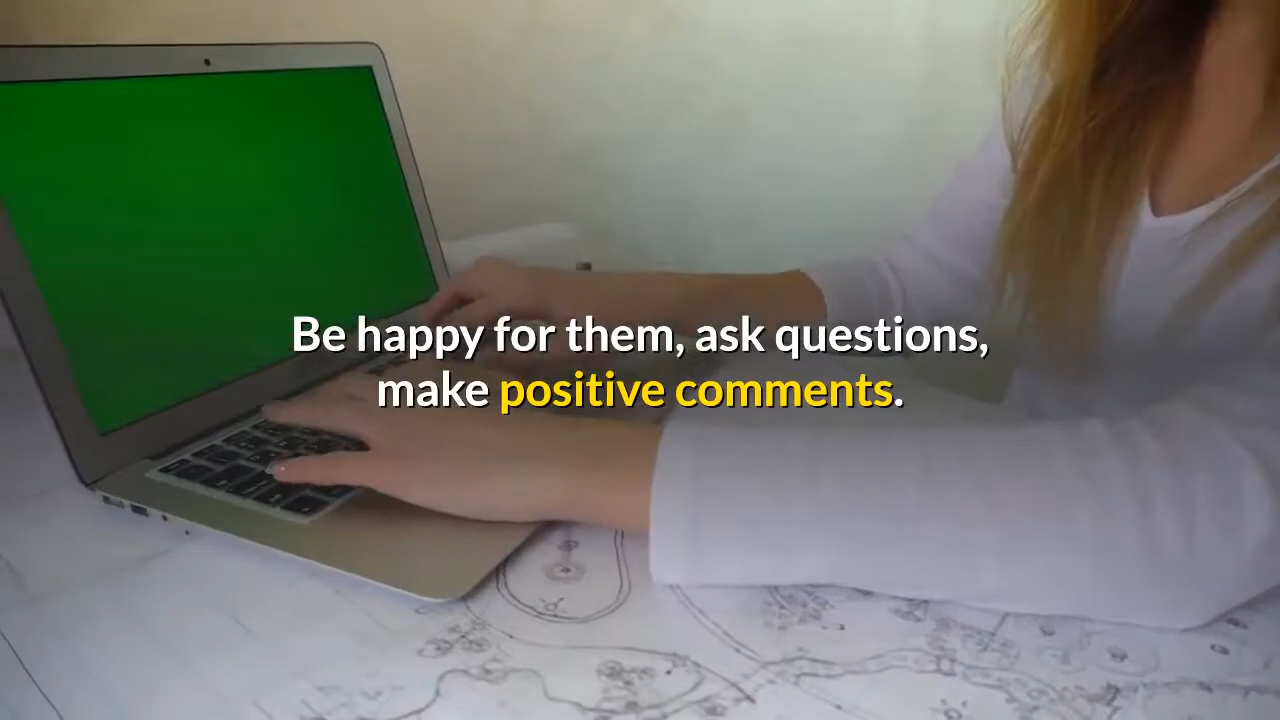 Be happy for them, ask questions,
make positive comments.